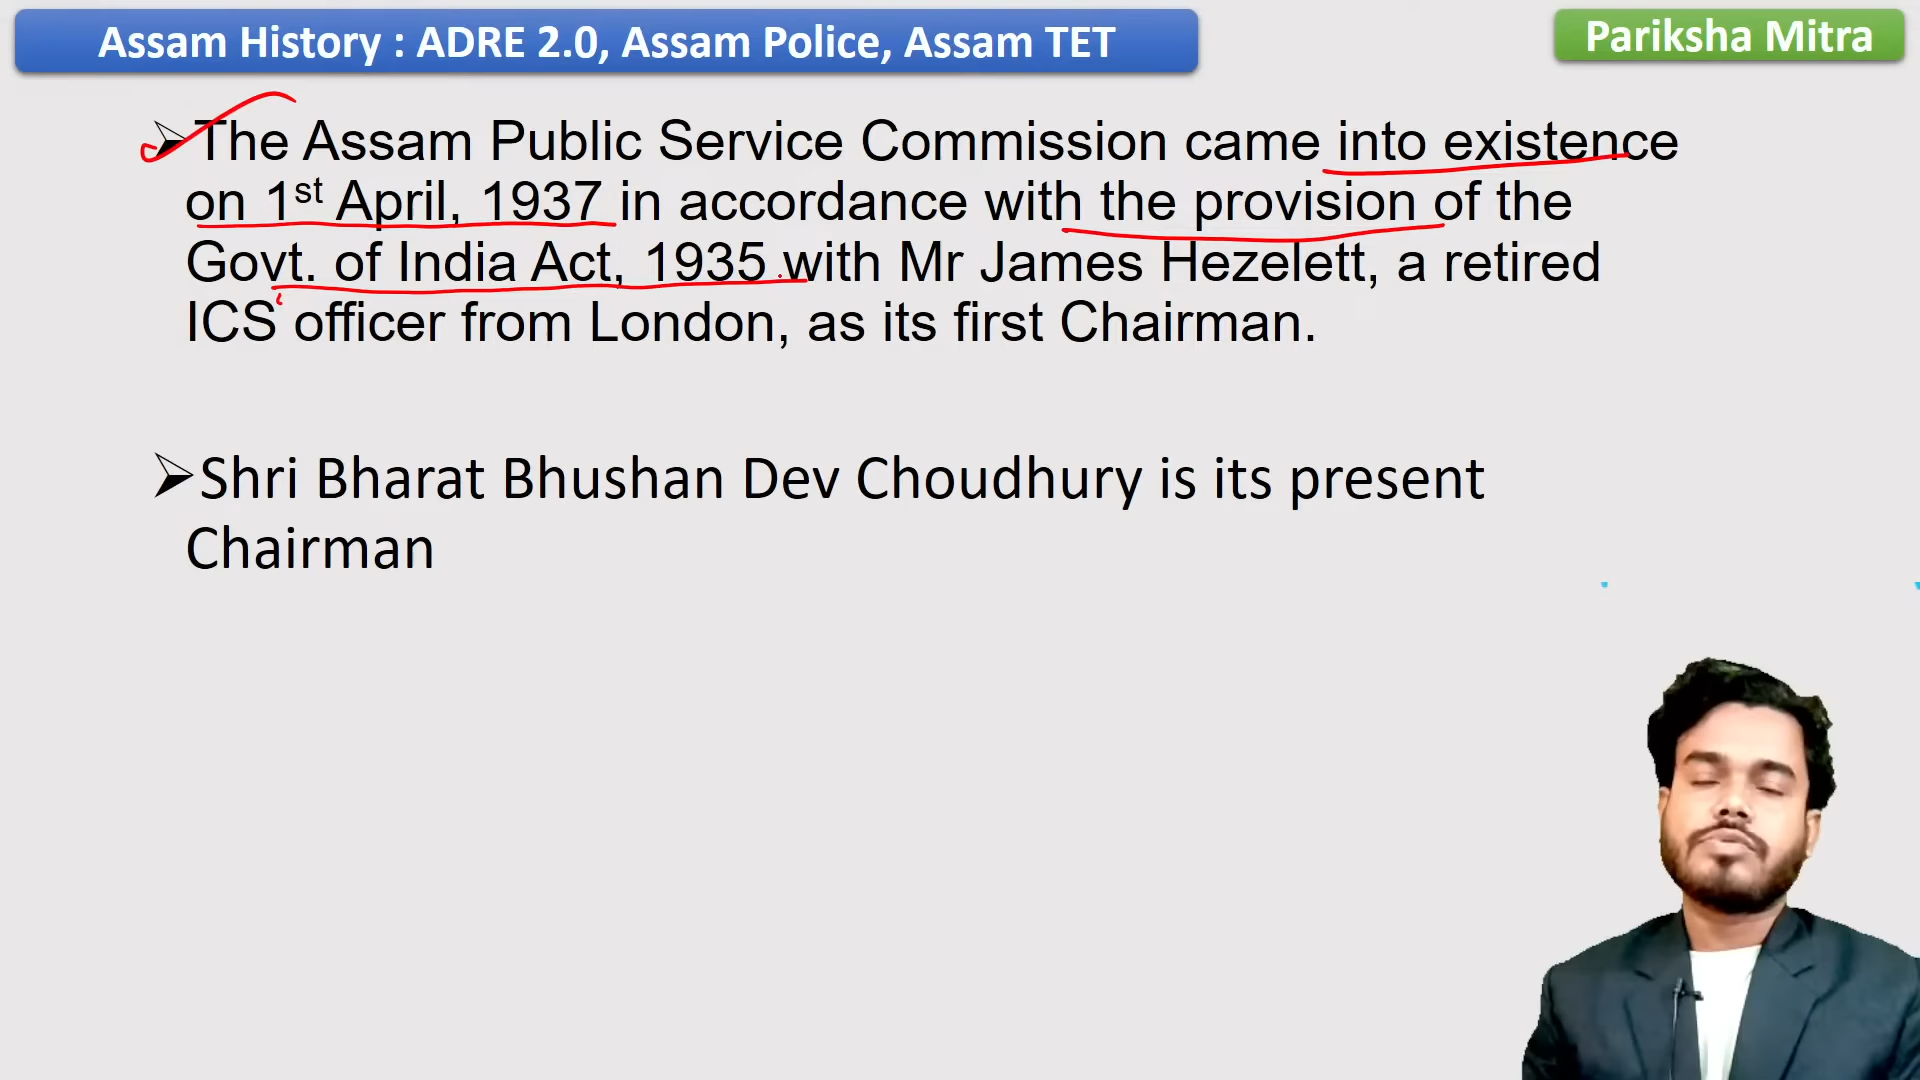 Assam History : ADRE 2.0, Assam Police, Assam TET
Pariksha Mitra
The Assam Public Service Commission came into existence
on 1st April, 1937 in accordance with the provision of the
Govt. of India Act, 1935 with Mr James Hezelett, a retired
ICS officer from London, as its first Chairman.
Shri Bharat Bhushan Dev Choudhury is its present
Chairman